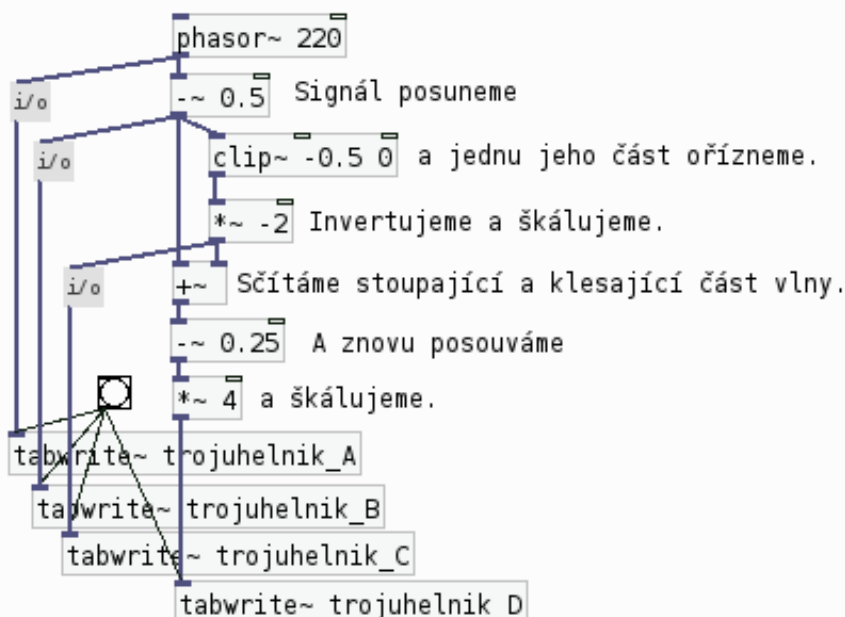 phasor~ 220
i/o
-~ 0.5 Signál posuneme
i/o
clip~ -0.5 0 a jednu jeho část ořízneme.
*~ -2 Invertujeme a škálujeme.
i/o
+~ Sčítáme stoupající a klesající část vlny.
-~ 0.25 A znovu posouváme
*~ 4 a škálujeme.
tabwrite~ trojuhelnik_A
tabwrite~ trojuhelnik_B
tabwrite~ trojuhelnik_C
tabwrite~ trojuhelnik_D